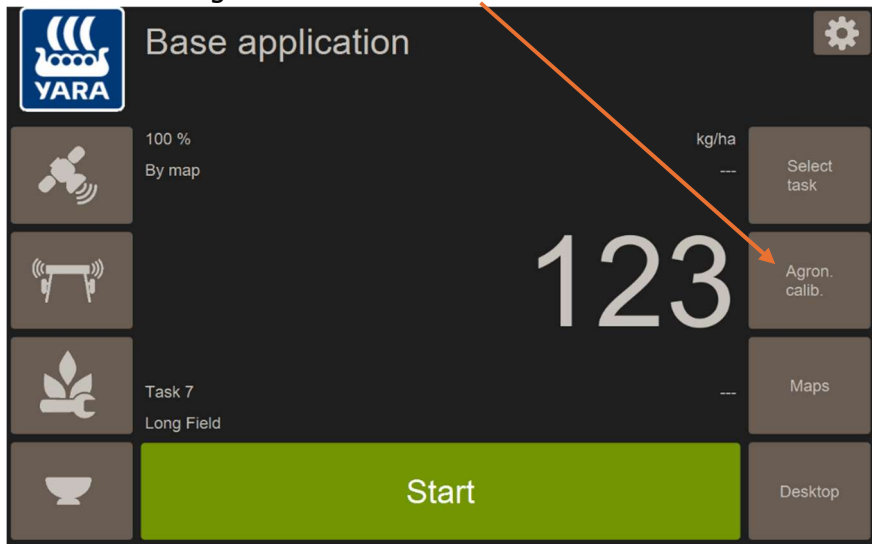 YARA
Base application
100 %
kg/ha
By map
---
Select
task
123
Agron.
calib.
Task 7
---
Maps
Long Field
Start
Desktop